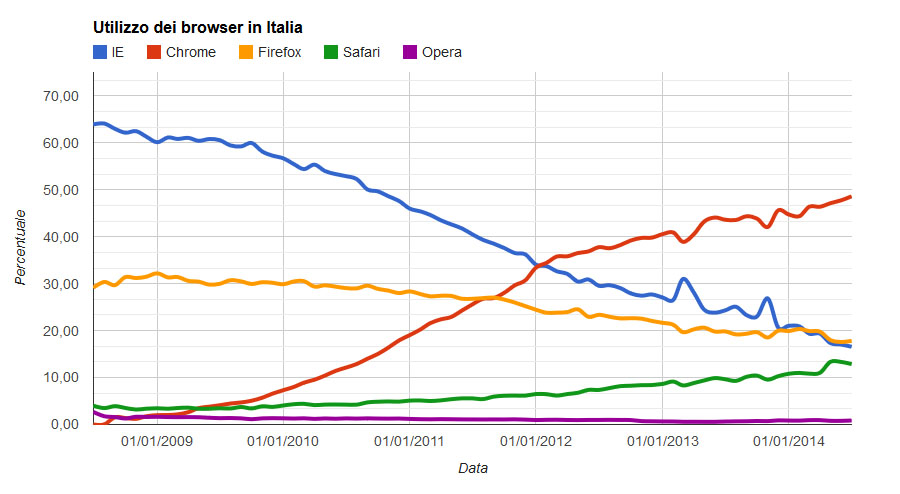 Utilizzo dei browser in Italia
IE Chrome Firefox Safari Opera
70,00
60,00
50,00
40,00
30,00
20,00
10,00
0,00
Percentuale
01/01/2009 01/01/2010 01/01/2011 01/01/2012 01/01/2013 01/01/2014
Data